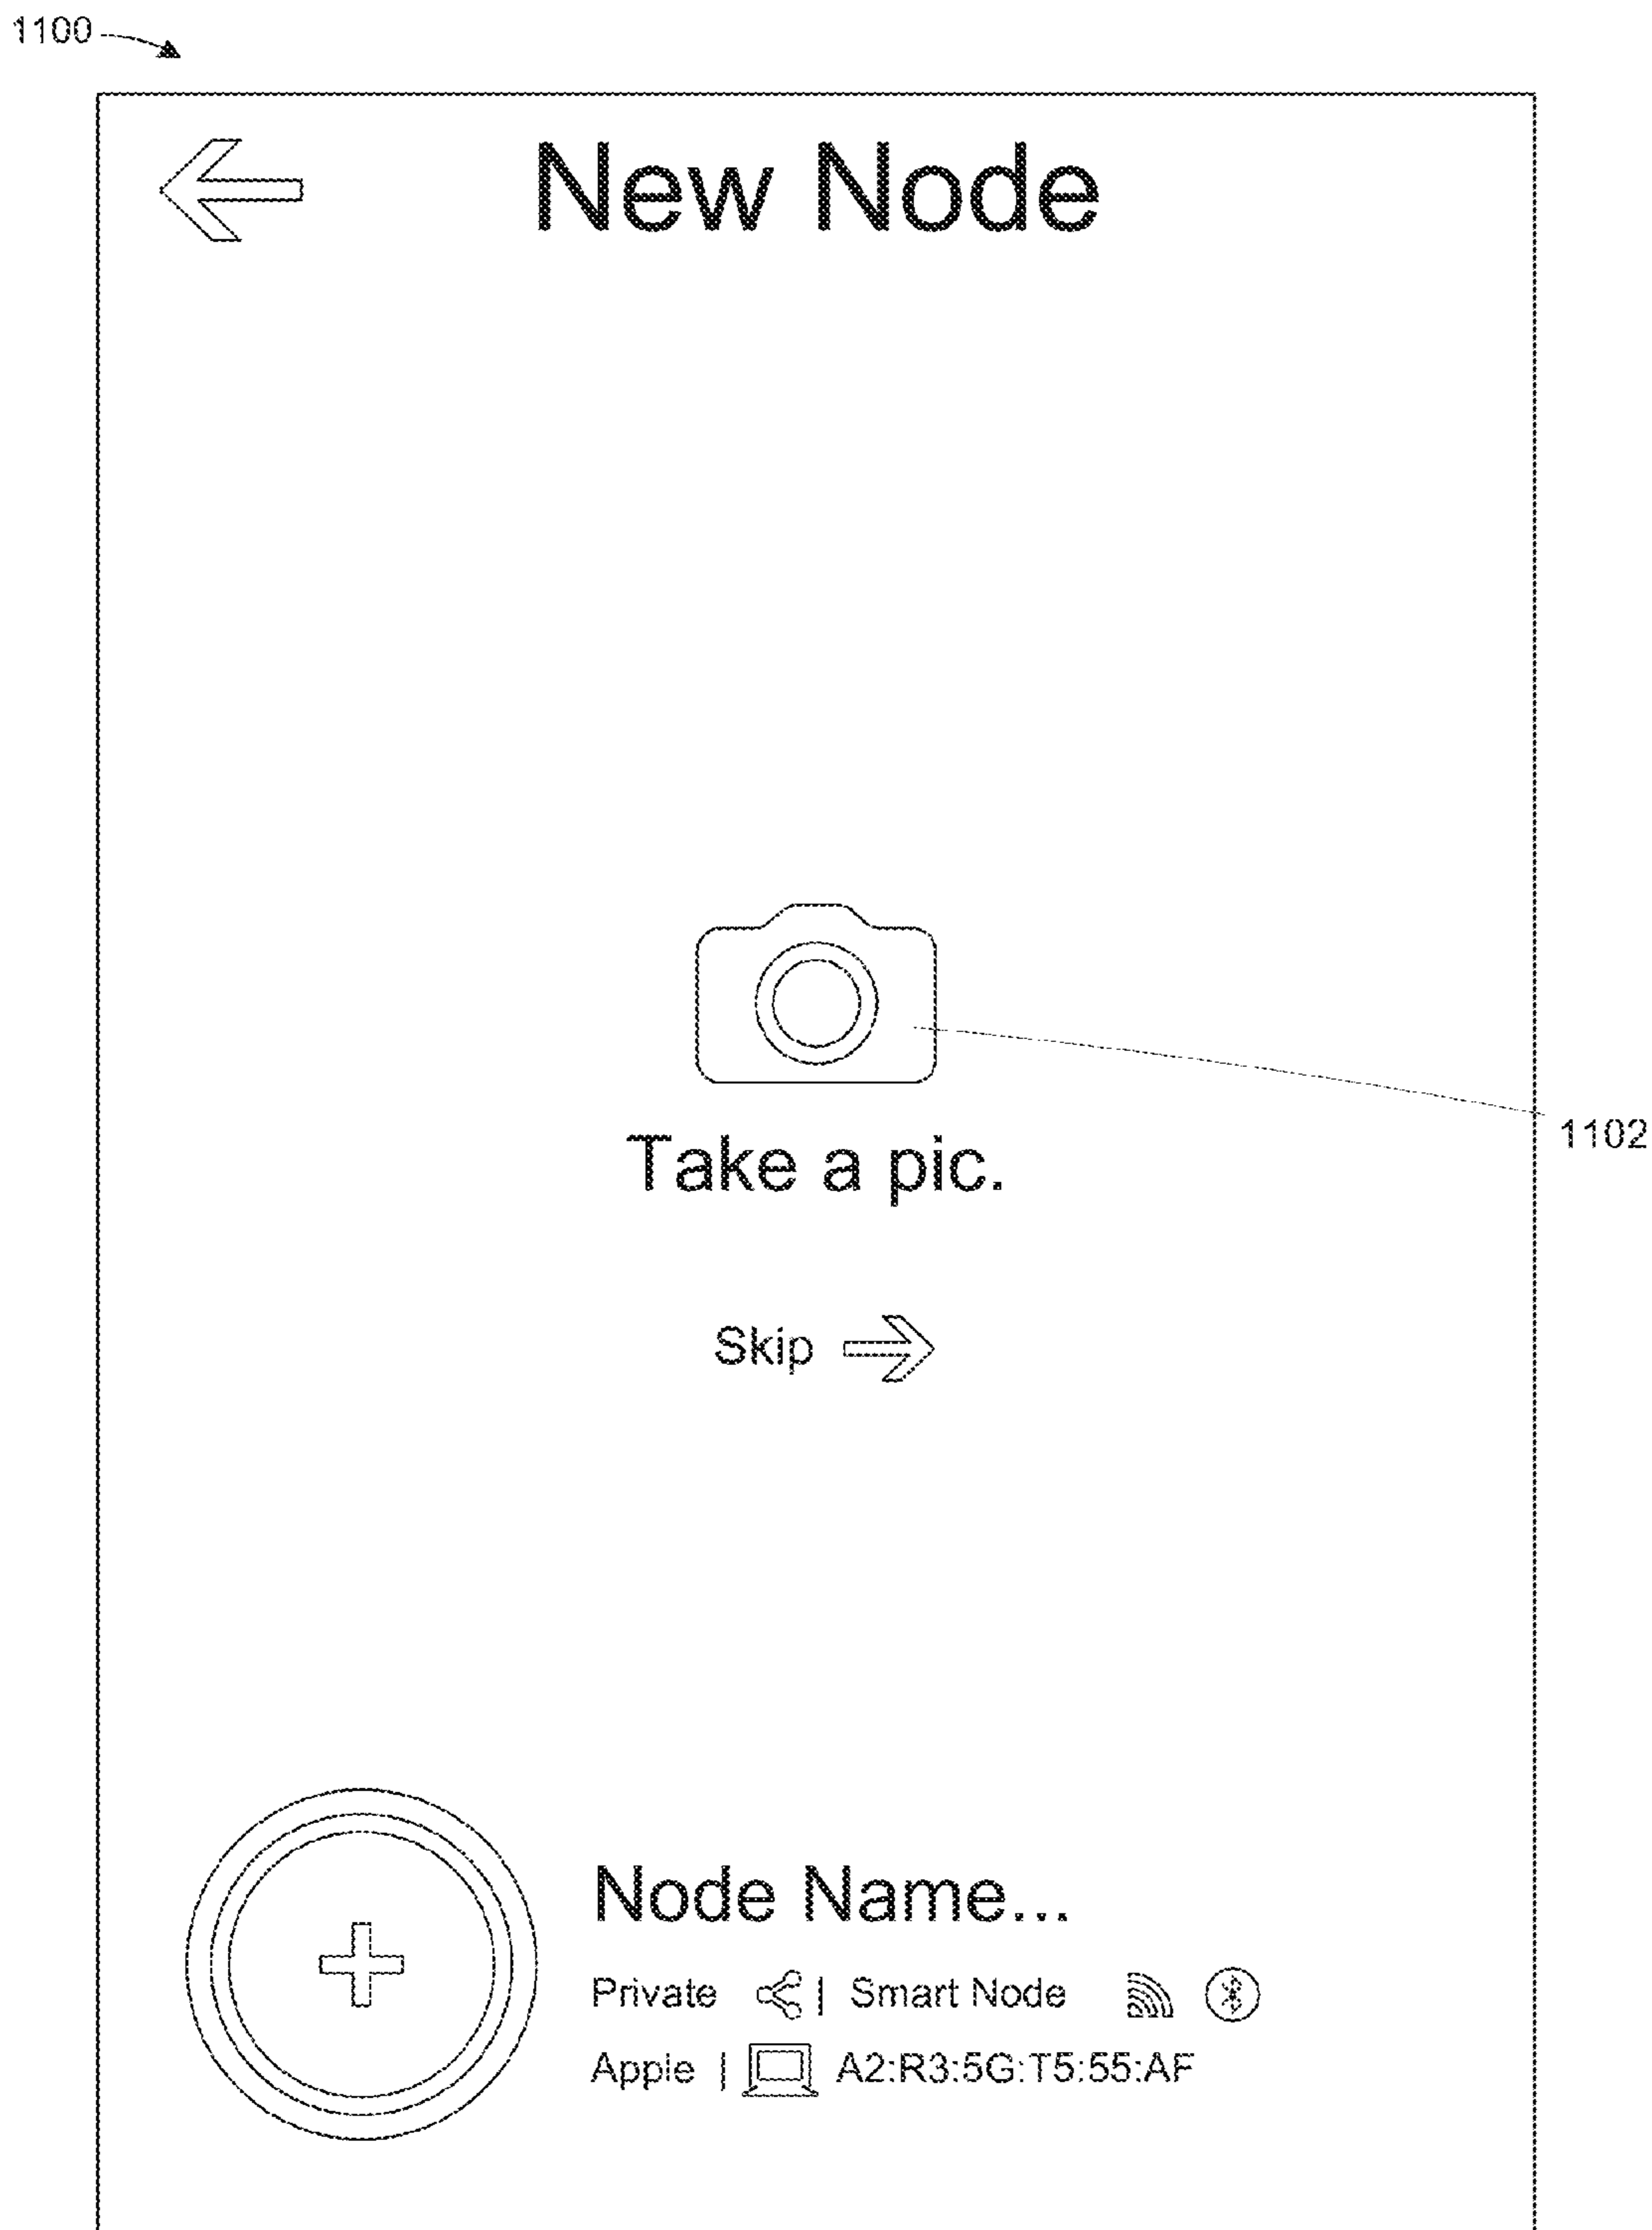 1100
New Node
1102
Take a pic.
Skip
Node Name...
Private | Smart Node
Apple | A2:R3:5G:T5:55:AF